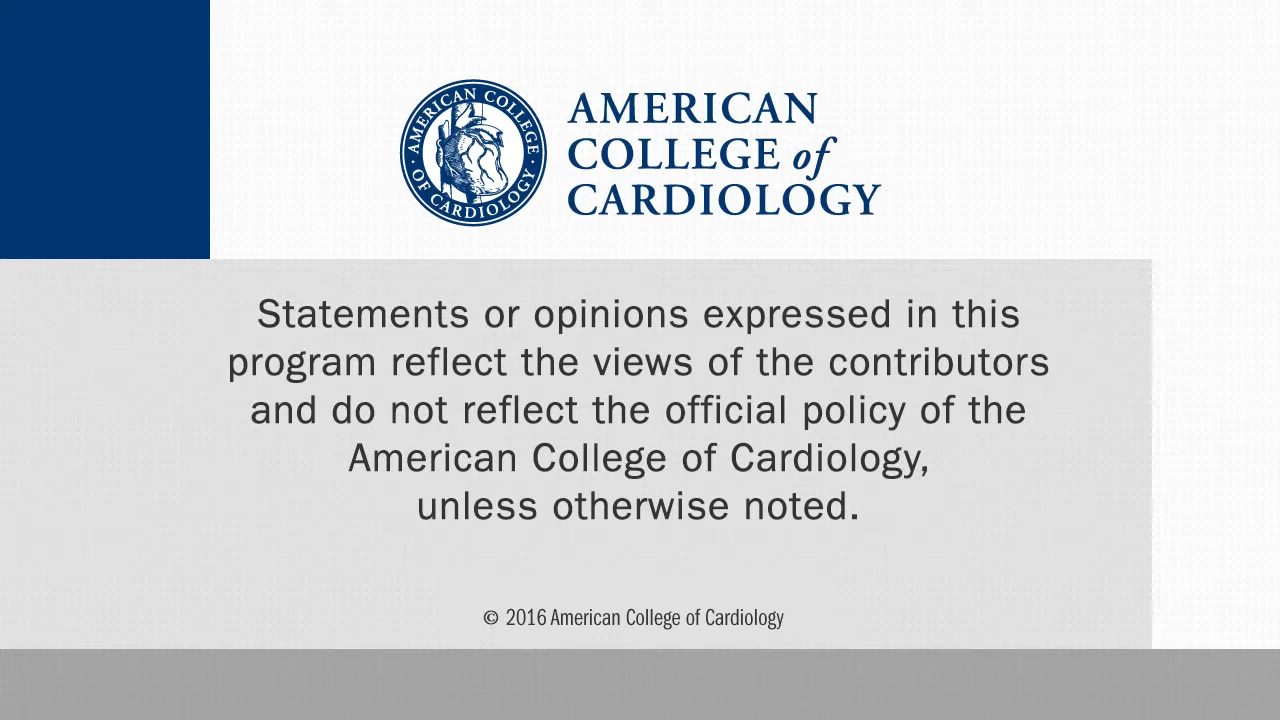 AMERICAN COLLEGE
· OF CARDIOLOGY ·
AMERICAN
COLLEGE of
CARDIOLOGY
Statements or opinions expressed in this
program reflect the views of the contributors
and do not reflect the official policy of the
American College of Cardiology,
unless otherwise noted.
© 2016 American College of Cardiology